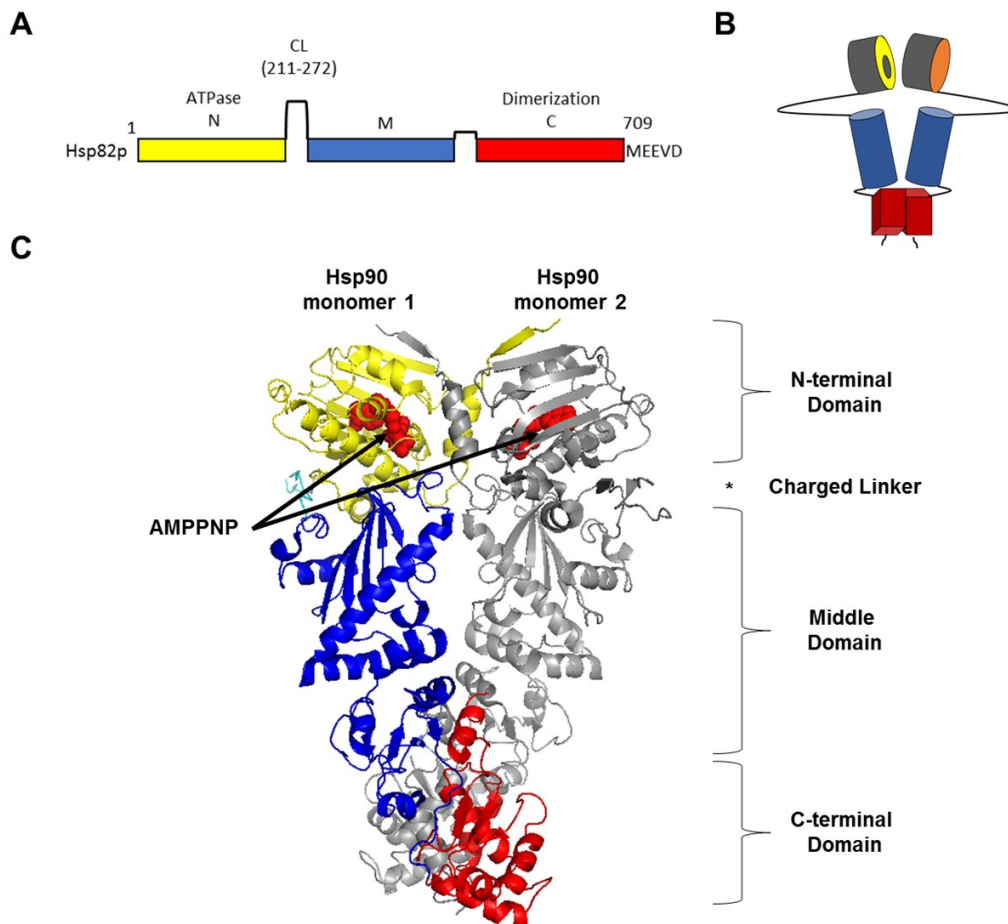 A
CL
(211-272)
ATPase
Dimerization
1
N
M
C
709
Hsp82p
MEEVD
B
C
Hsp90
monomer 1
Hsp90
monomer 2
N-terminal
Domain
* Charged Linker
AMPPNP
Middle
Domain
C-terminal
Domain